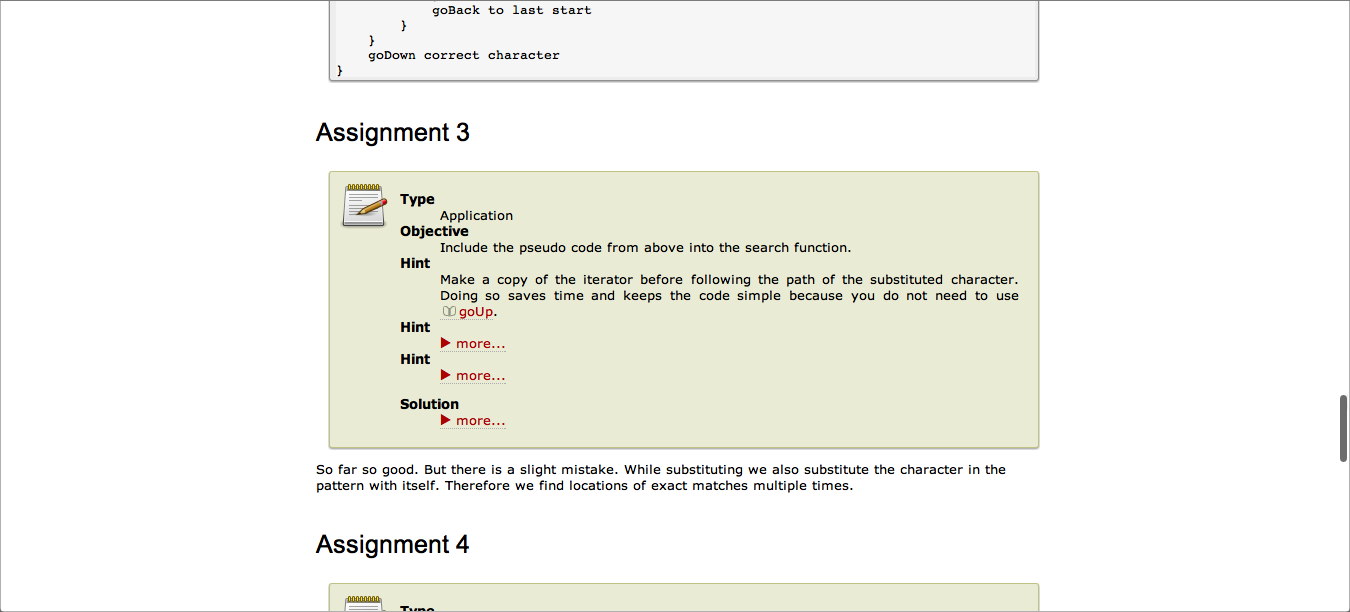 goBack to last start
}
}
goDown correct character
}
Assignment 3
Type
Application
Objective
Include the pseudo code from above into the search function.
Hint
Make a copy of the iterator before following the path of the substituted character.
Doing so saves time and keeps the code simple because you do not need to use
goUp.
Hint
more...
Hint
more...
Solution
more...
So far so good. But there is a slight mistake. While substituting we also substitute the character in the
pattern with itself. Therefore we find locations of exact matches multiple times.
Assignment 4
Type